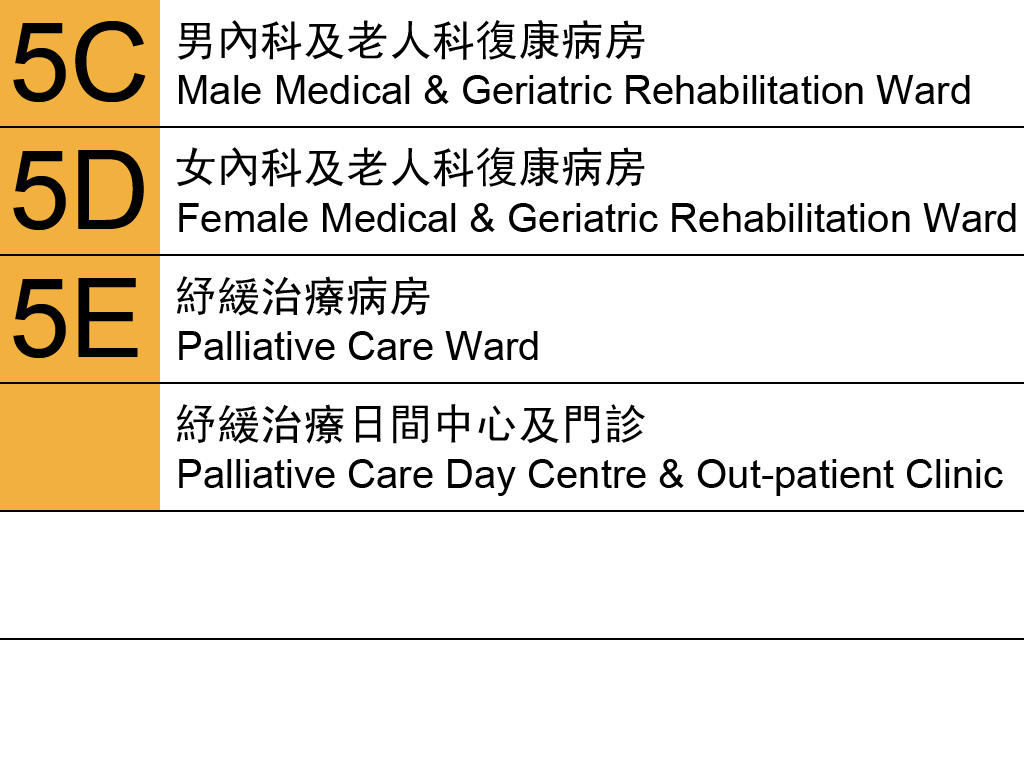 5C
男內科及老人科復康病房
Male Medical & Geriatric Rehabilitation Ward
5D
女內科及老人科復康病房
Female Medical & Geriatric Rehabilitation Ward
5E
紓緩治療病房
Palliative Care Ward
紓緩治療日間中心及門診
Palliative Care Day Centre & Out-patient Clinic